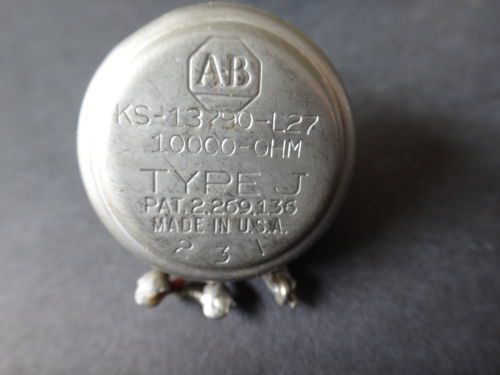 AB
KS-13790-L27
10000-OHM
TYPE J
PAT. 2,269,136
MADE IN U.S.A.
2 3 1